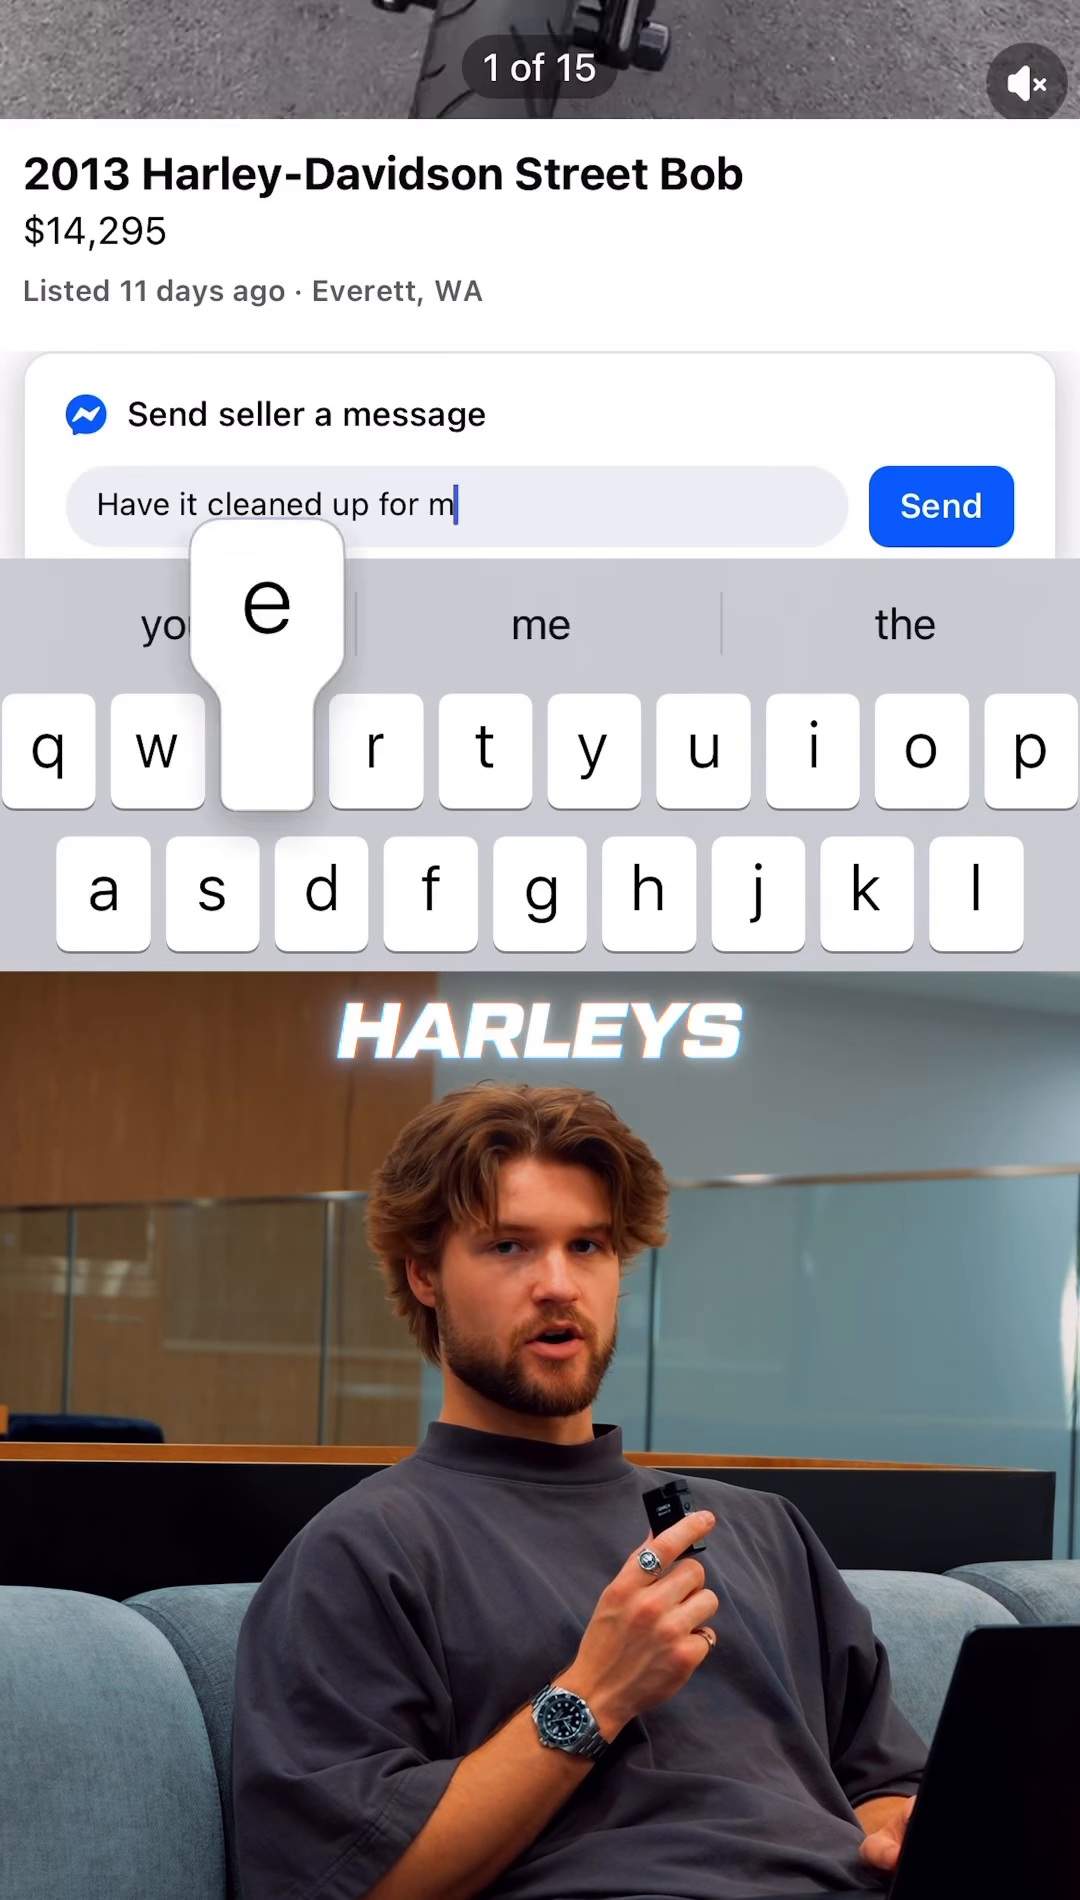 1 of 15
2013 Harley-Davidson Street Bob
$14,295
Listed 11 days ago · Everett, WA
Send seller a message
Have it cleaned up for m
Send
e
me
the
q w r t y u i o p
a s d f g h j k l
HARLEYS